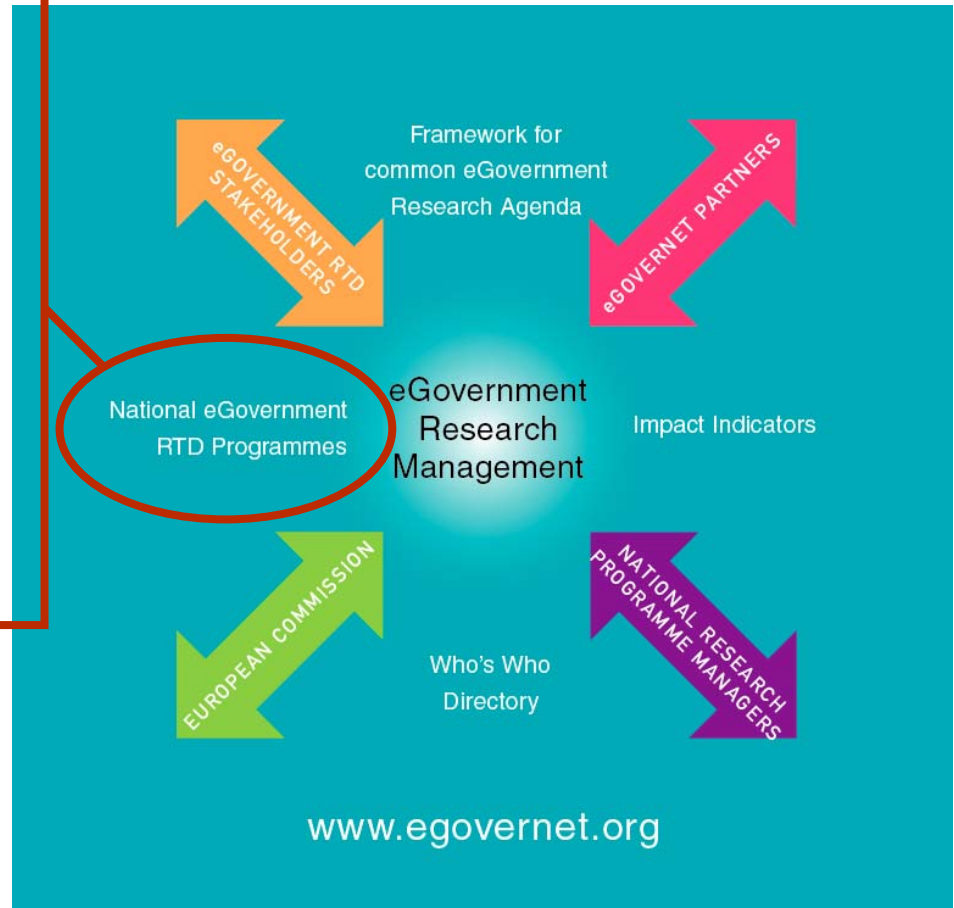 eGOVERNMENT RTD
STAKEHOLDERS
Framework for
common eGovernment
Research Agenda
eGOVERNET PARTNERS
National eGovernment
RTD Programmes
eGovernment
Research
Management
Impact Indicators
EUROPEAN COMMISSION
Who's Who
Directory
NATIONAL RESEARCH
PROGRAMME MANAGERS
www.egovernet.org